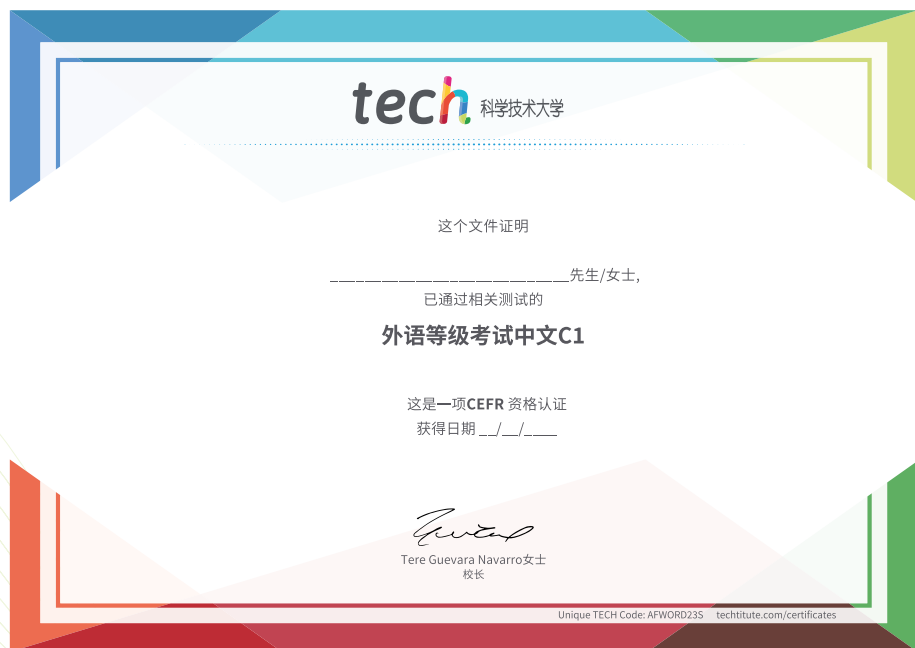 tech 科学技术大学
这个文件证明
____________________________先生/女士,
已通过相关测试的
外语等级考试中文C1
这是一项CEFR 资格认证
获得日期 __/__/____
Tere Guevara Navarro女士
校长
Unique TECH Code: AFWORD23S techtitute.com/certificates